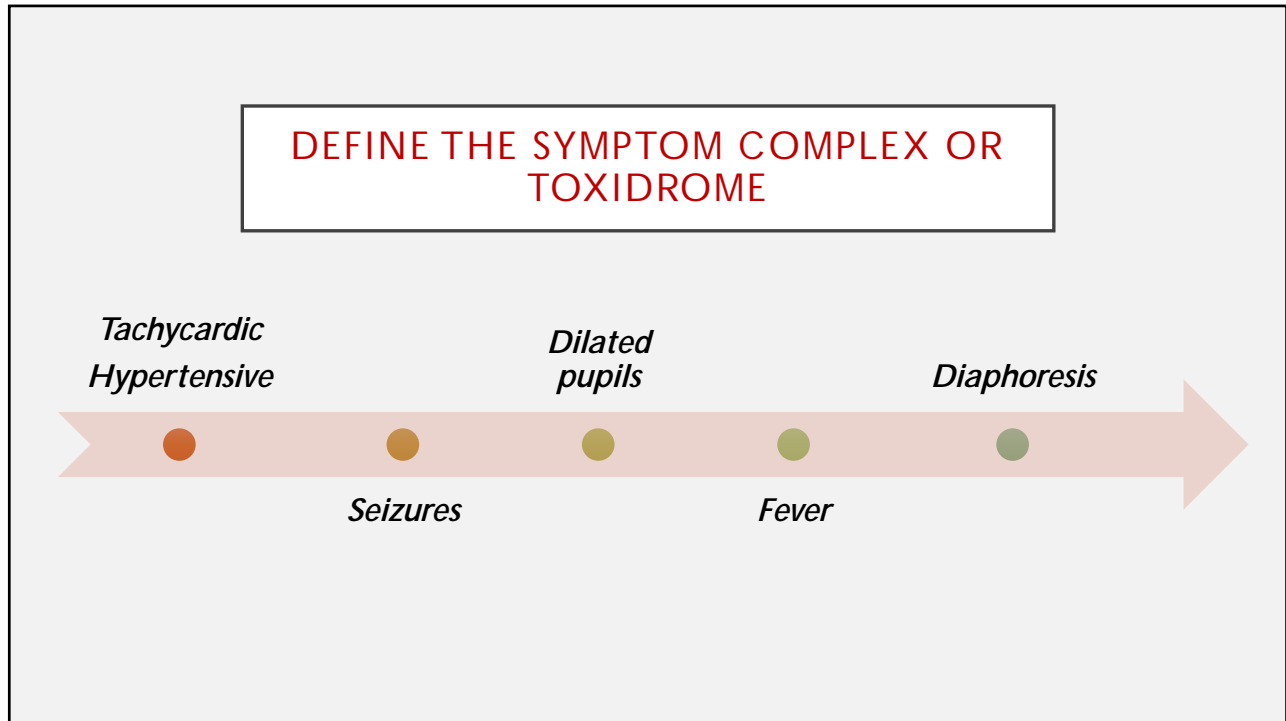 DEFINE THE SYMPTOM COMPLEX OR
TOXIDROME
Tachycardic
Hypertensive
Seizures
Dilated
pupils
Fever
Diaphoresis